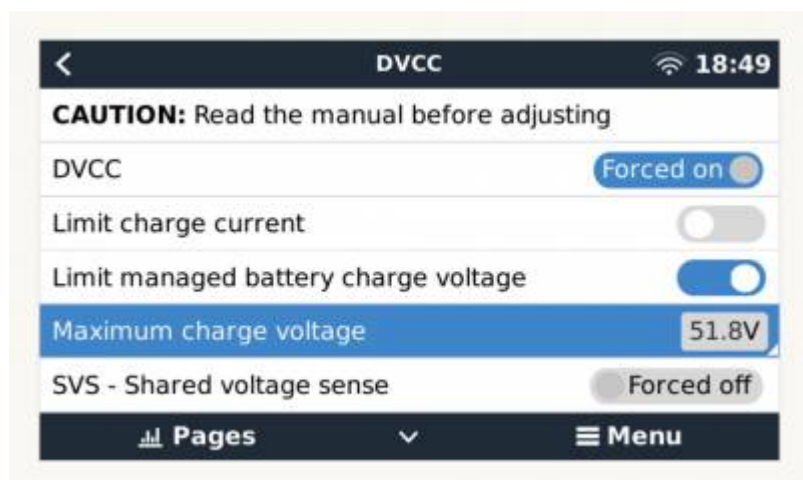 DVCC 18:49
CAUTION: Read the manual before adjusting
DVCC Forced on
Limit charge current
Limit managed battery charge voltage
Maximum charge voltage 51.8V
SVS - Shared voltage sense Forced off
Pages Menu